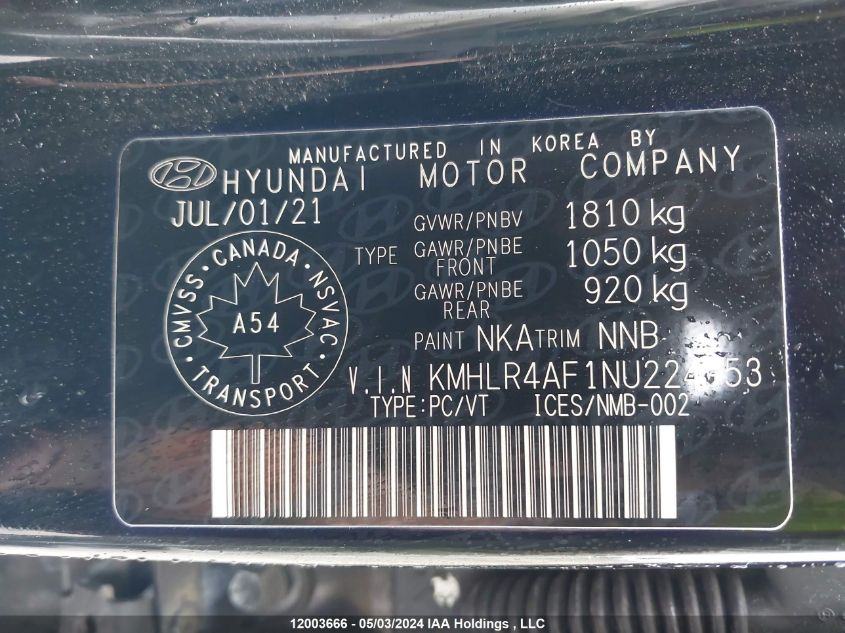 MANUFACTURED IN KOREA BY
HYUNDAI MOTOR COMPANY
JUL/01/21
GVWR/PNBV 1810 kg
TYPE GAWR/PNBE FRONT 1050 kg
GAWR/PNBE REAR 920 kg
CMVSS · CANADA · NSVAC · TRANSPORT ·
A54
PAINT NKA TRIM NNB
V.I.N
TYPE:PC/VT ICES/NMB-002
12003666 - 05/03/2024 IAA Holdings , LLC